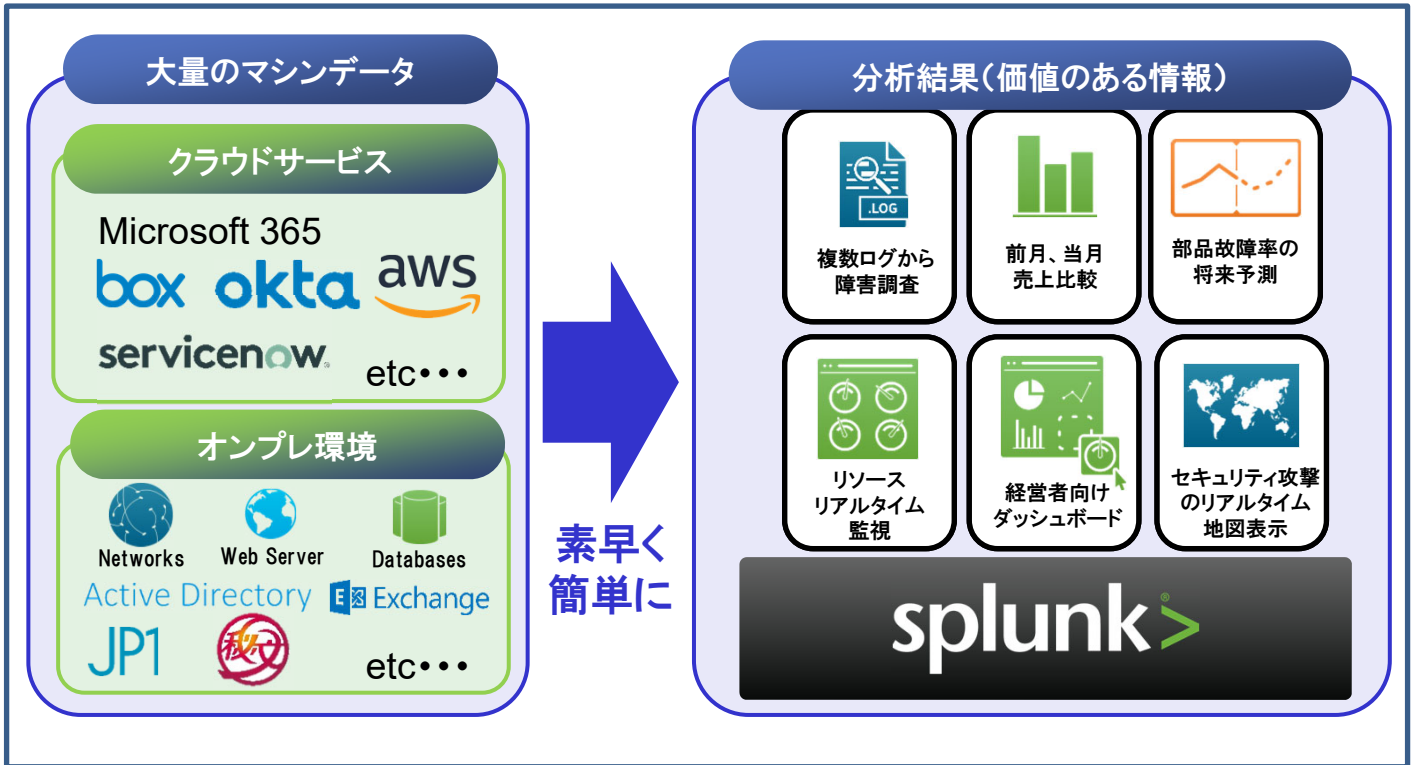 大量のマシンデータ
クラウドサービス
Microsoft 365
box okta aws
servicenow.
etc・・・
オンプレ環境
Networks
Web Server
Databases
Active Directory
E Exchange
JP1
秘文
etc・・・
素早く
簡単に
分析結果(価値のある情報)
.LOG
複数ログから
障害調査
前月、当月
売上比較
部品故障率の
将来予測
リソース
リアルタイム
監視
経営者向け
ダッシュボード
セキュリティ攻撃
のリアルタイム
地図表示
splunk>®